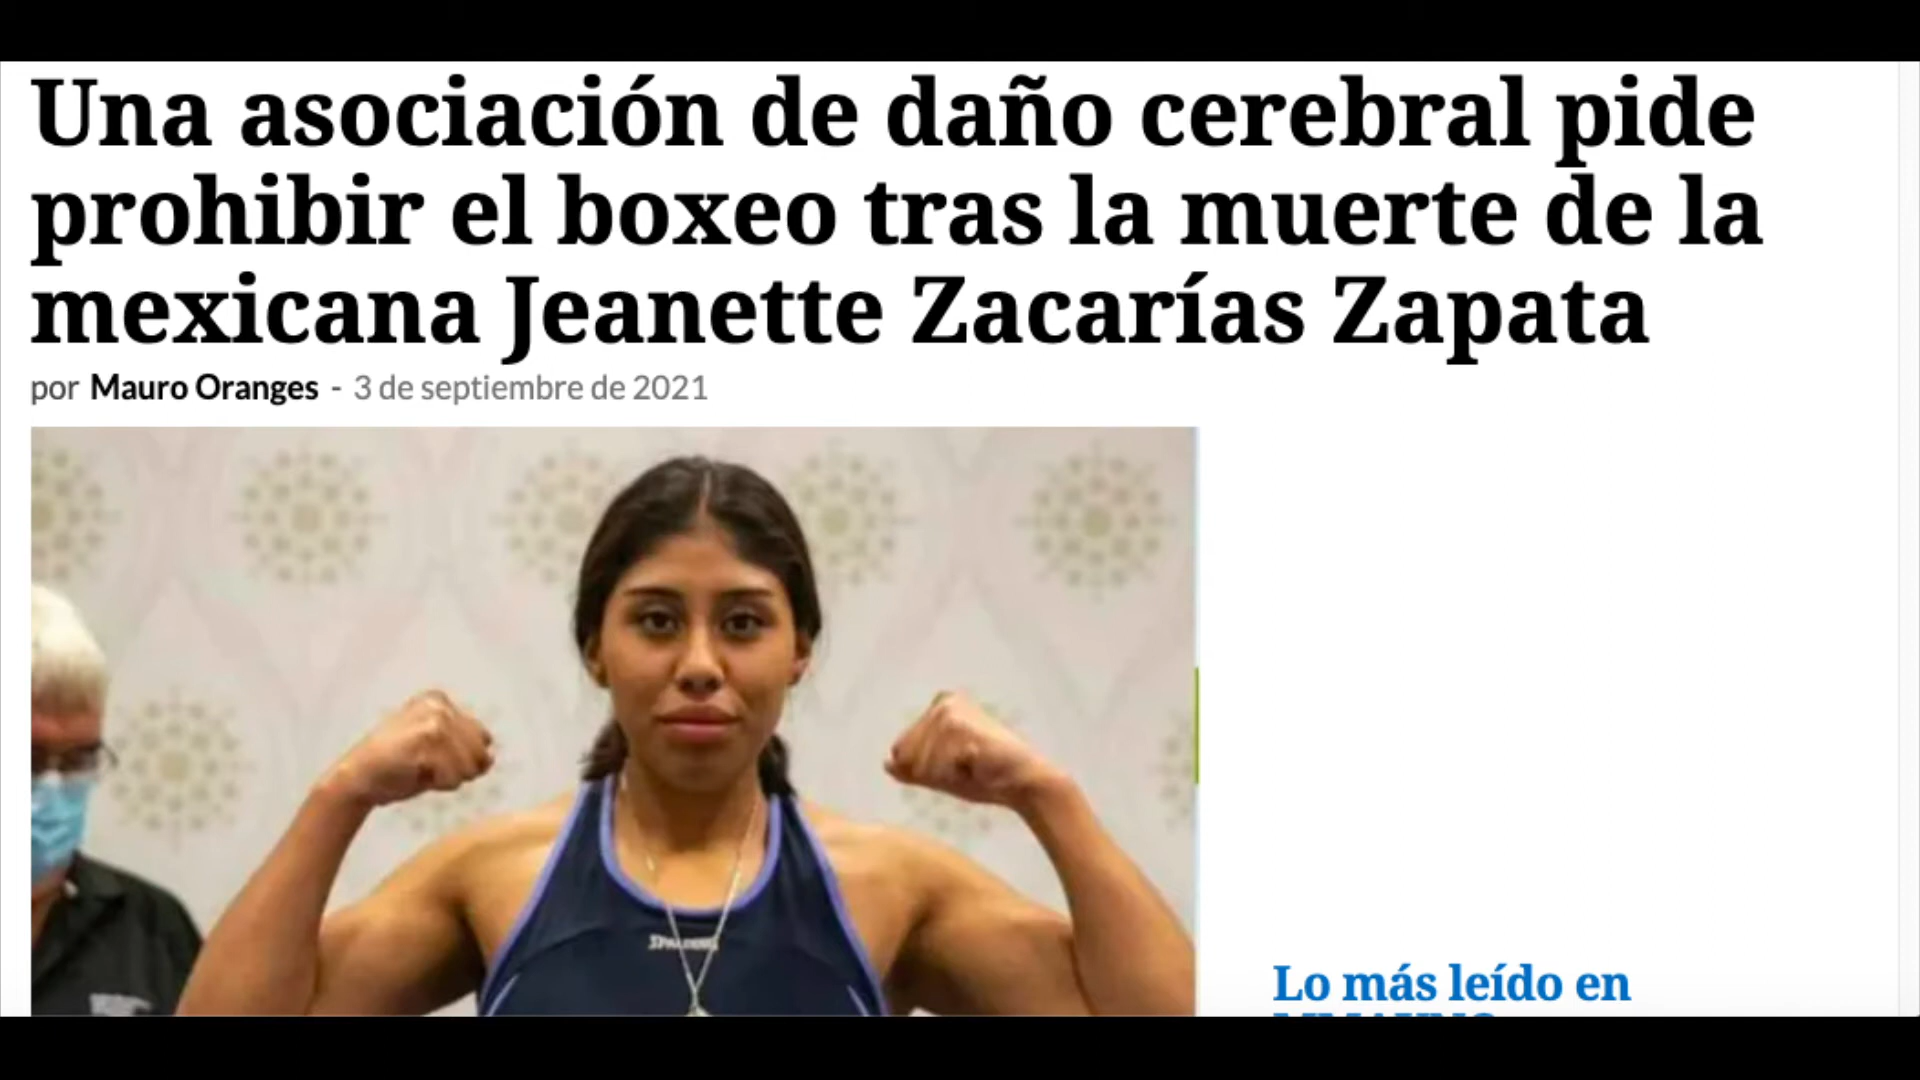 Una asociación de daño cerebral pide
prohibir el boxeo tras la muerte de la
mexicana Jeanette Zacarías Zapata
por Mauro Oranges - 3 de septiembre de 2021
SPALDING
Lo más leído en